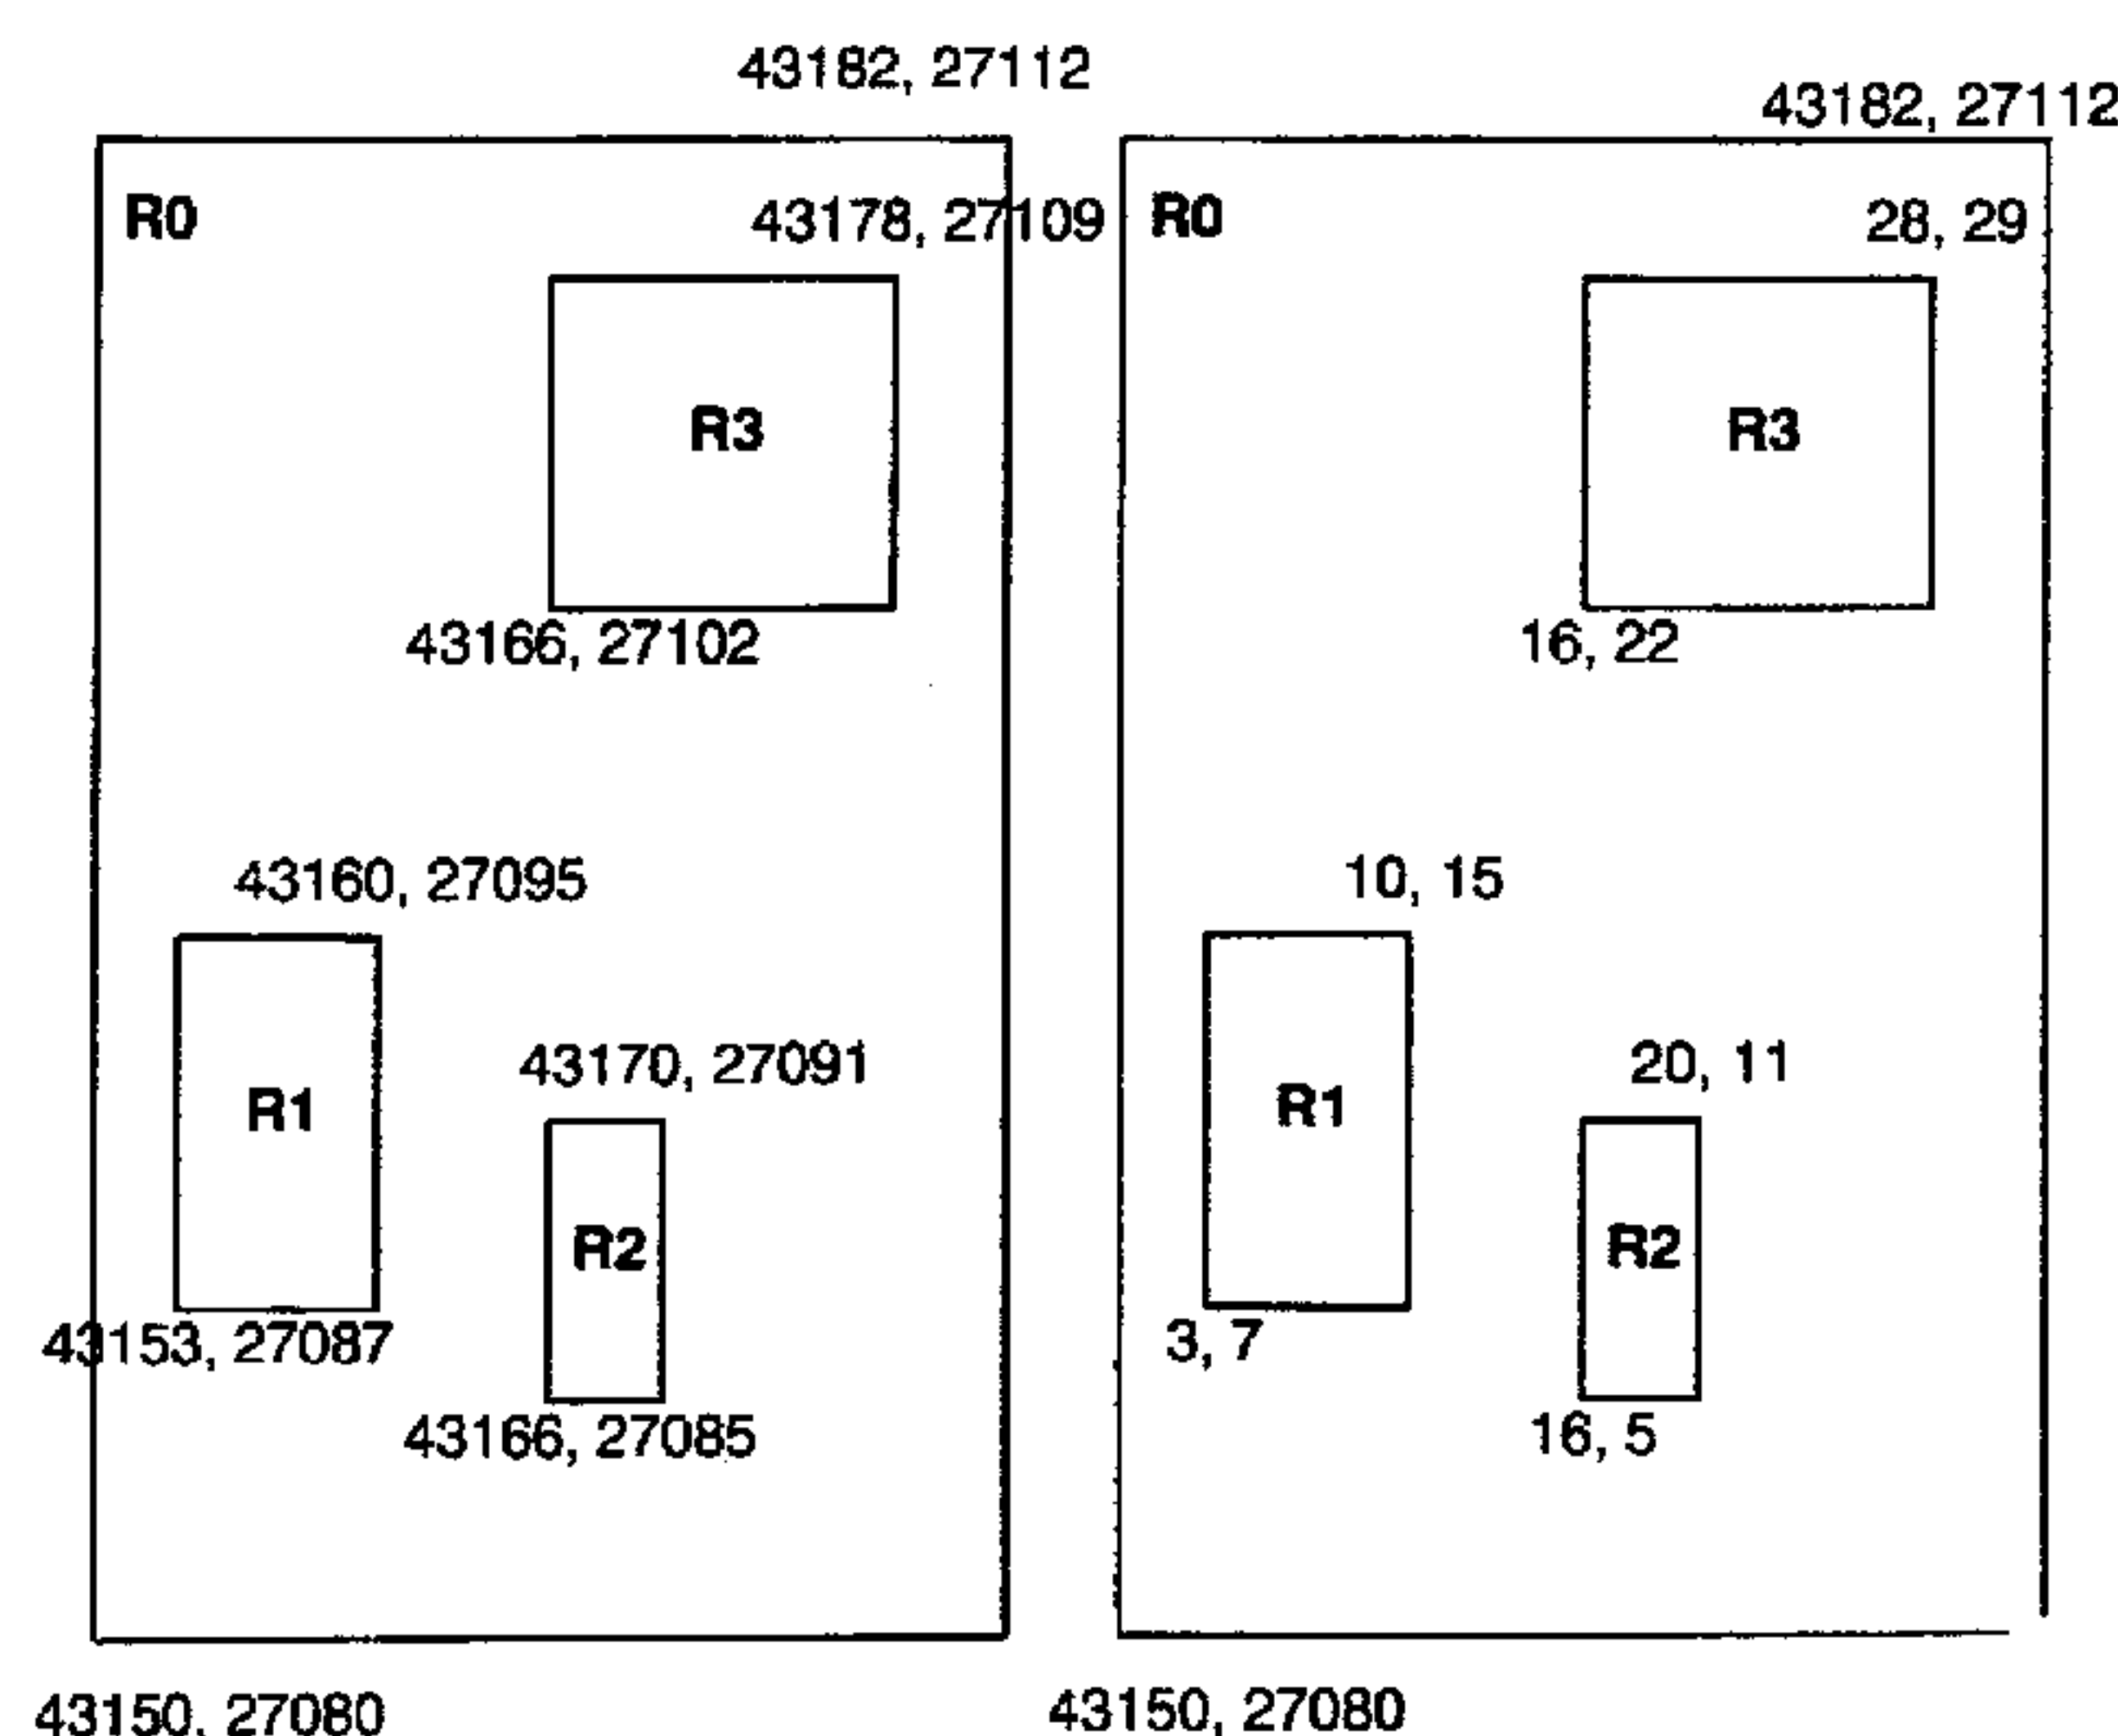 43182, 27112
R0
43178, 27109
R3
43166, 27102
43160, 27095
R1
43170, 27091
43153, 27087
R2
43166, 27085
43150, 27080
43182, 27112
R0
28, 29
R3
16, 22
10, 15
R1
20, 11
3, 7
R2
16, 5
43150, 27080